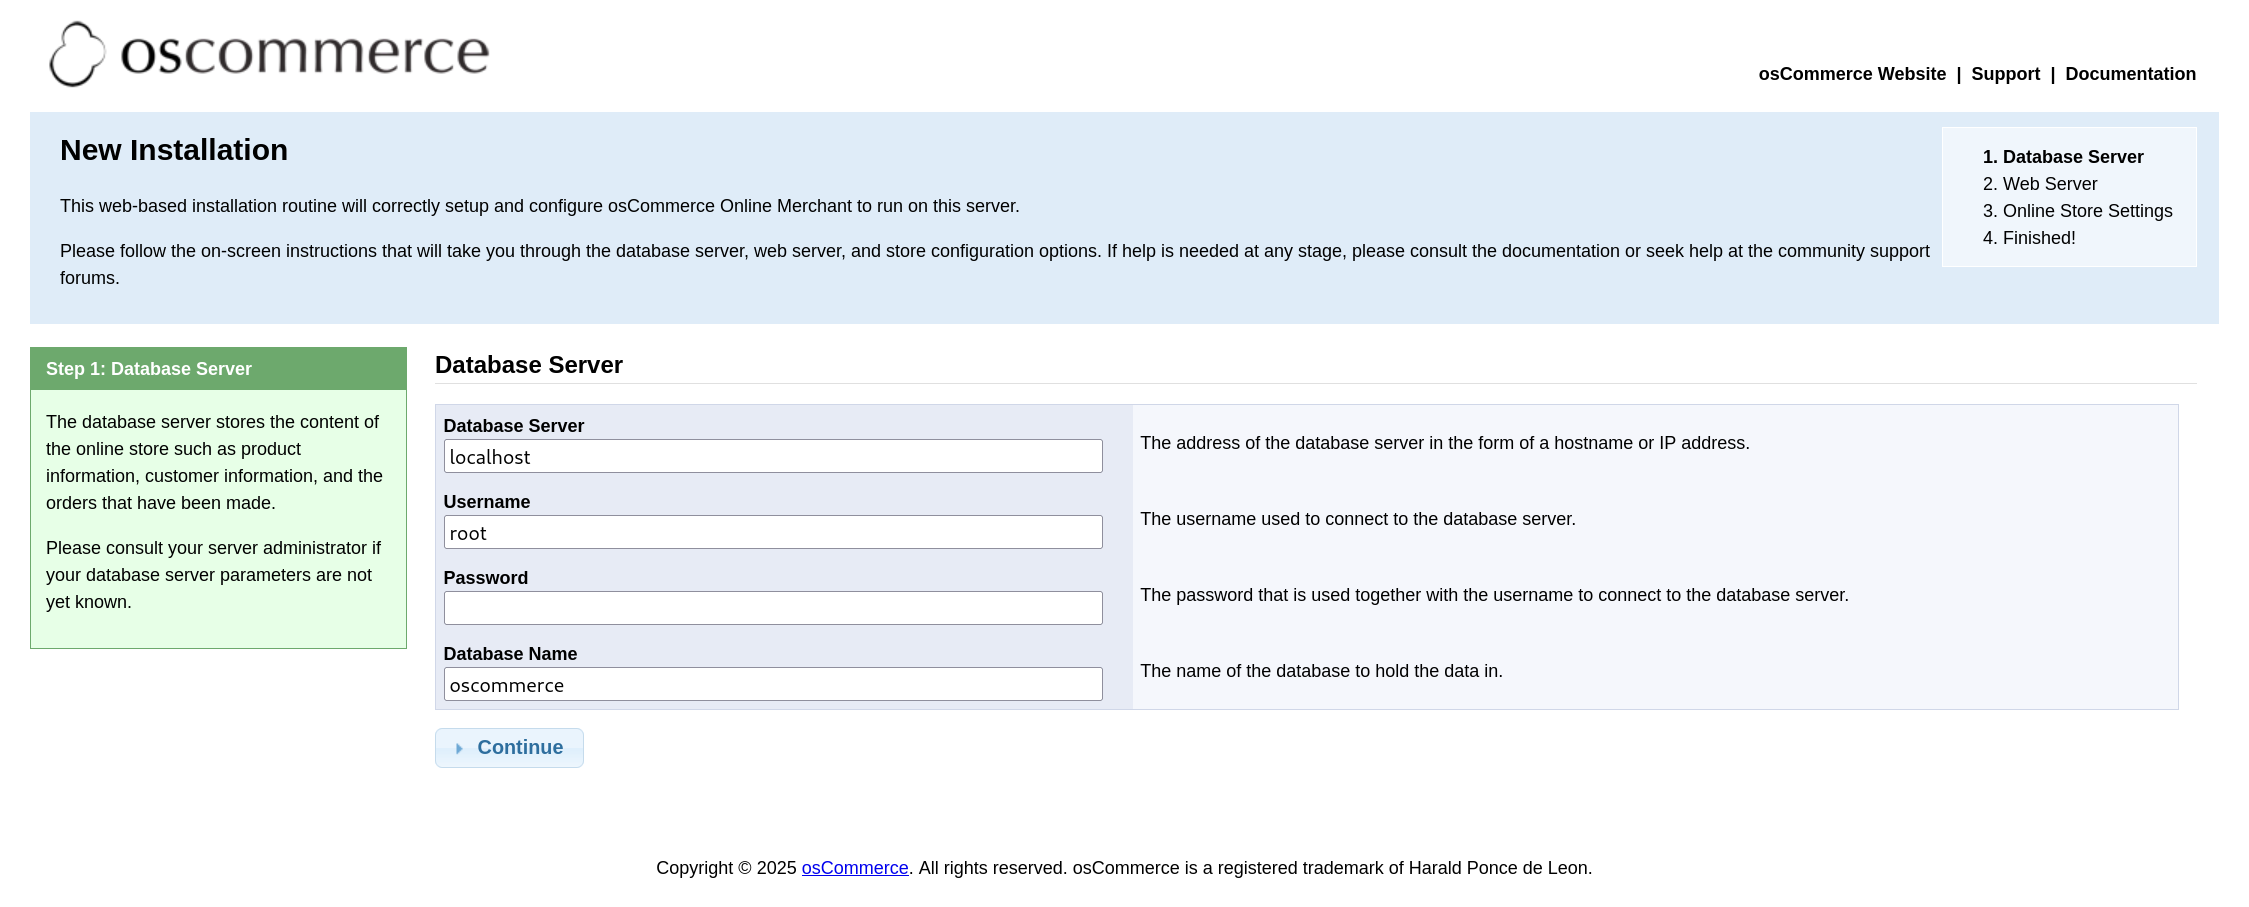 oscommerce
osCommerce Website | Support | Documentation
New Installation
This web-based installation routine will correctly setup and configure osCommerce Online Merchant to run on this server.
Please follow the on-screen instructions that will take you through the database server, web server, and store configuration options. If help is needed at any stage, please consult the documentation or seek help at the community support
forums.
1. Database Server
2. Web Server
3. Online Store Settings
4. Finished!
Step 1: Database Server
The database server stores the content of
the online store such as product
information, customer information, and the
orders that have been made.
Please consult your server administrator if
your database server parameters are not
yet known.
Database Server
Database Server
localhost
The address of the database server in the form of a hostname or IP address.
Username
root
The username used to connect to the database server.
Password
The password that is used together with the username to connect to the database server.
Database Name
oscommerce
The name of the database to hold the data in.
Continue
Copyright © 2025 osCommerce. All rights reserved. osCommerce is a registered trademark of Harald Ponce de Leon.